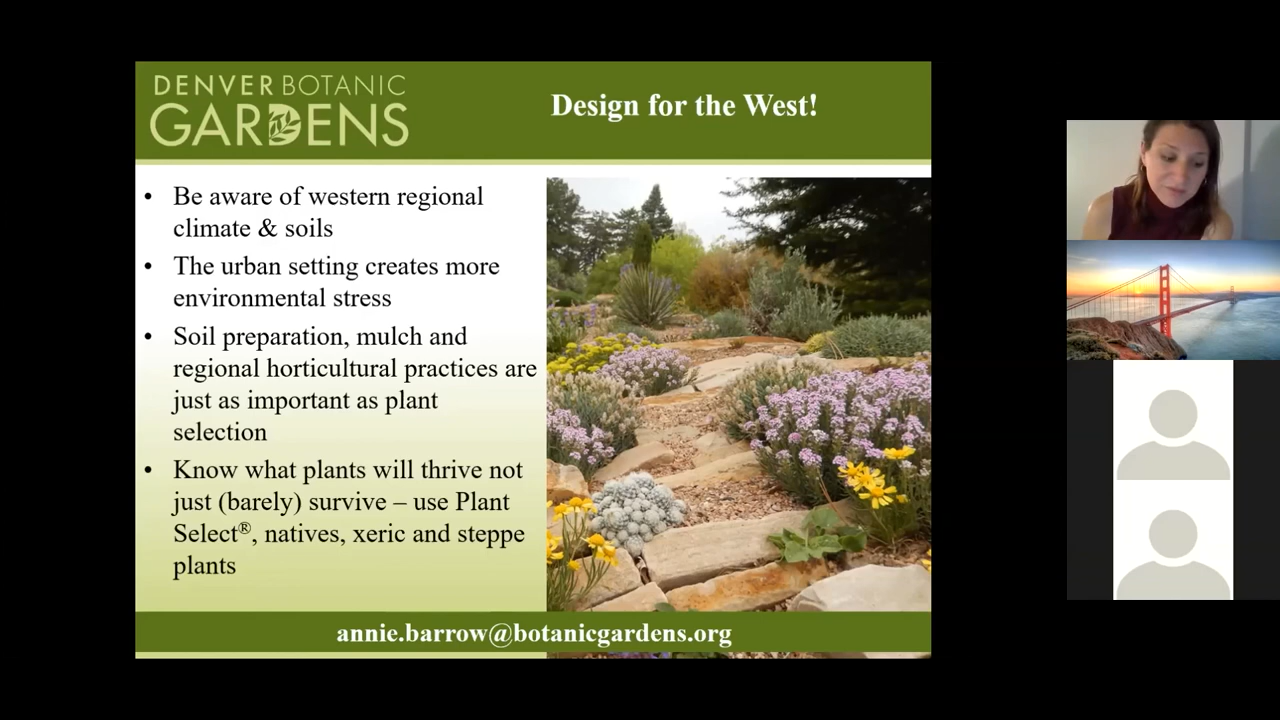 DENVER BOTANIC
GARDENS
Design for the West!
• Be aware of western regional
climate & soils
• The urban setting creates more
environmental stress
• Soil preparation, mulch and
regional horticultural practices are
just as important as plant
selection
• Know what plants will thrive not
just (barely) survive – use Plant
Select®, natives, xeric and steppe
plants
annie.barrow@botanicgardens.org